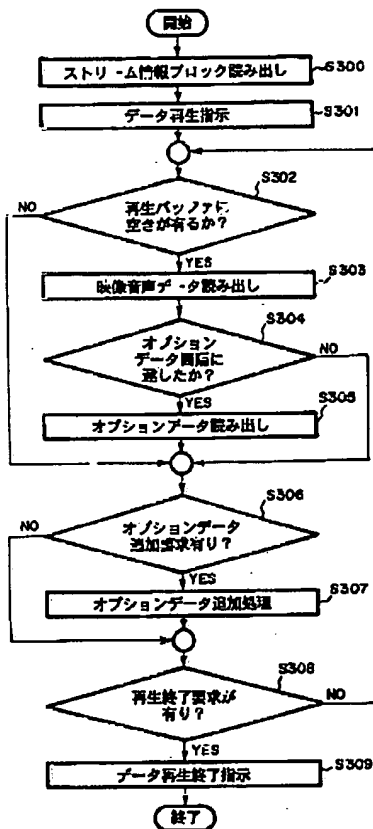 開始
ストリーム情報ブロック読み出し
S300
データ再生指示
S301
S302
再生バッファに
空きが有るか?
NO
YES
S303
映像音声データ読み出し
S304
オプション
データ間隔に
達したか?
NO
YES
S305
オプションデータ読み出し
S306
NO
オプションデータ
追加要求有り?
YES
S307
オプションデータ追加処理
S308
再生終了要求が
有り?
NO
YES
S309
データ再生終了指示
終了